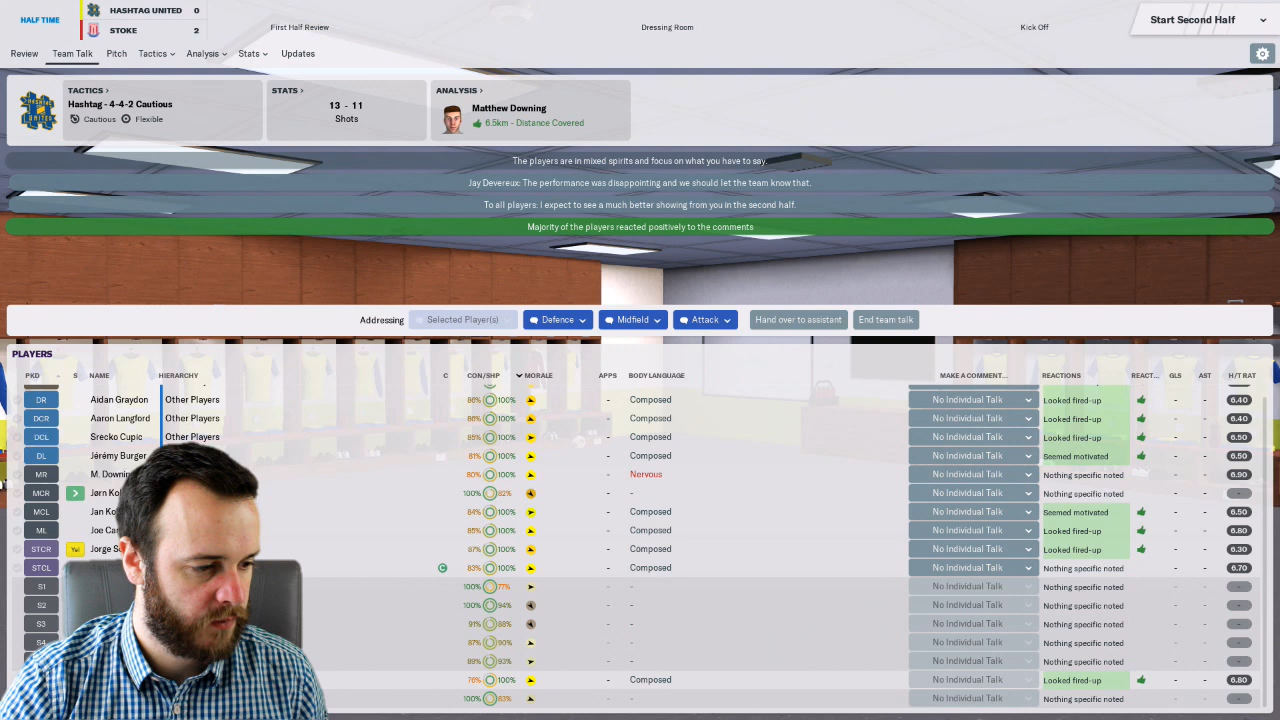 HALF TIME
HASHTAG UNITED 0
STOKE 2
First Half Review
Dressing Room
Kick Off
Start Second Half
Review Team Talk Pitch Tactics Analysis Stats Updates
TACTICS
Hashtag - 4-4-2 Cautious
Cautious Flexible
STATS
13 - 11
Shots
ANALYSIS
Matthew Downing
6.5km - Distance Covered
The players are in mixed spirits and focus on what you have to say.
Jay Devereux: The performance was disappointing and we should let the team know that.
To all players: I expect to see a much better showing from you in the second half.
Majority of the players reacted positively to the comments
Addressing Selected Player(s) Defence Midfield Attack Hand over to assistant End team talk
PLAYERS
PKD S NAME HIERARCHY C CON/SHP MORALE APPS BODY LANGUAGE MAKE A COMMENT... REACTIONS REACT... GLS AST H/T RAT
DR Aidan Graydon Other Players 86% 100% - Composed No Individual Talk Looked fired-up - - 6.40
DCR Aaron Langford Other Players 86% 100% - Composed No Individual Talk Looked fired-up - - 6.40
DCL Srecko Cupic Other Players 85% 100% - Composed No Individual Talk Looked fired-up - - 6.50
DL Jérémy Burger Other Players 81% 100% - Composed No Individual Talk Seemed motivated - - 6.50
MR M. 80% 100% - Nervous No Individual Talk Nothing specific noted - - 6.90
MCR Jørn 100% 82% - - No Individual Talk Nothing specific noted - - -
MCL Jan 84% 100% - Composed No Individual Talk Seemed motivated - - 6.50
ML Joe 85% 100% - Composed No Individual Talk Looked fired-up - - 6.80
STCR Yel Jorge 87% 100% - Composed No Individual Talk Looked fired-up - - 6.30
STCL C 83% 100% - Composed No Individual Talk Nothing specific noted - - 6.70
S1 100% 77% - - No Individual Talk Nothing specific noted - - -
S2 100% 94% - - No Individual Talk Nothing specific noted - - -
S3 91% 88% - - No Individual Talk Nothing specific noted - - -
S4 87% 90% - - No Individual Talk Nothing specific noted - - -
89% 93% - - No Individual Talk Nothing specific noted - - -
76% 100% - Composed No Individual Talk Looked fired-up - - 6.80
100% 63% - - No Individual Talk Nothing specific noted - - -